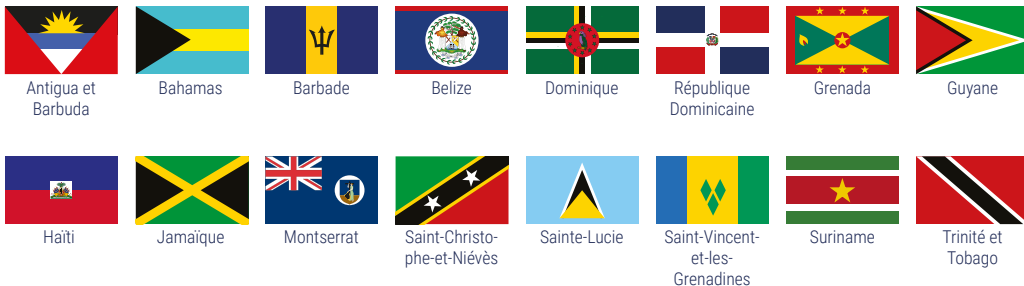 Antigua et
Barbuda
Bahamas
Barbade
Belize
Dominique
République
Dominicaine
Grenada
Guyane
Haïti
Jamaïque
Montserrat
Saint-Christo-
phe-et-Niévès
Sainte-Lucie
Saint-Vincent-
et-les-
Grenadines
Suriname
Trinité et
Tobago